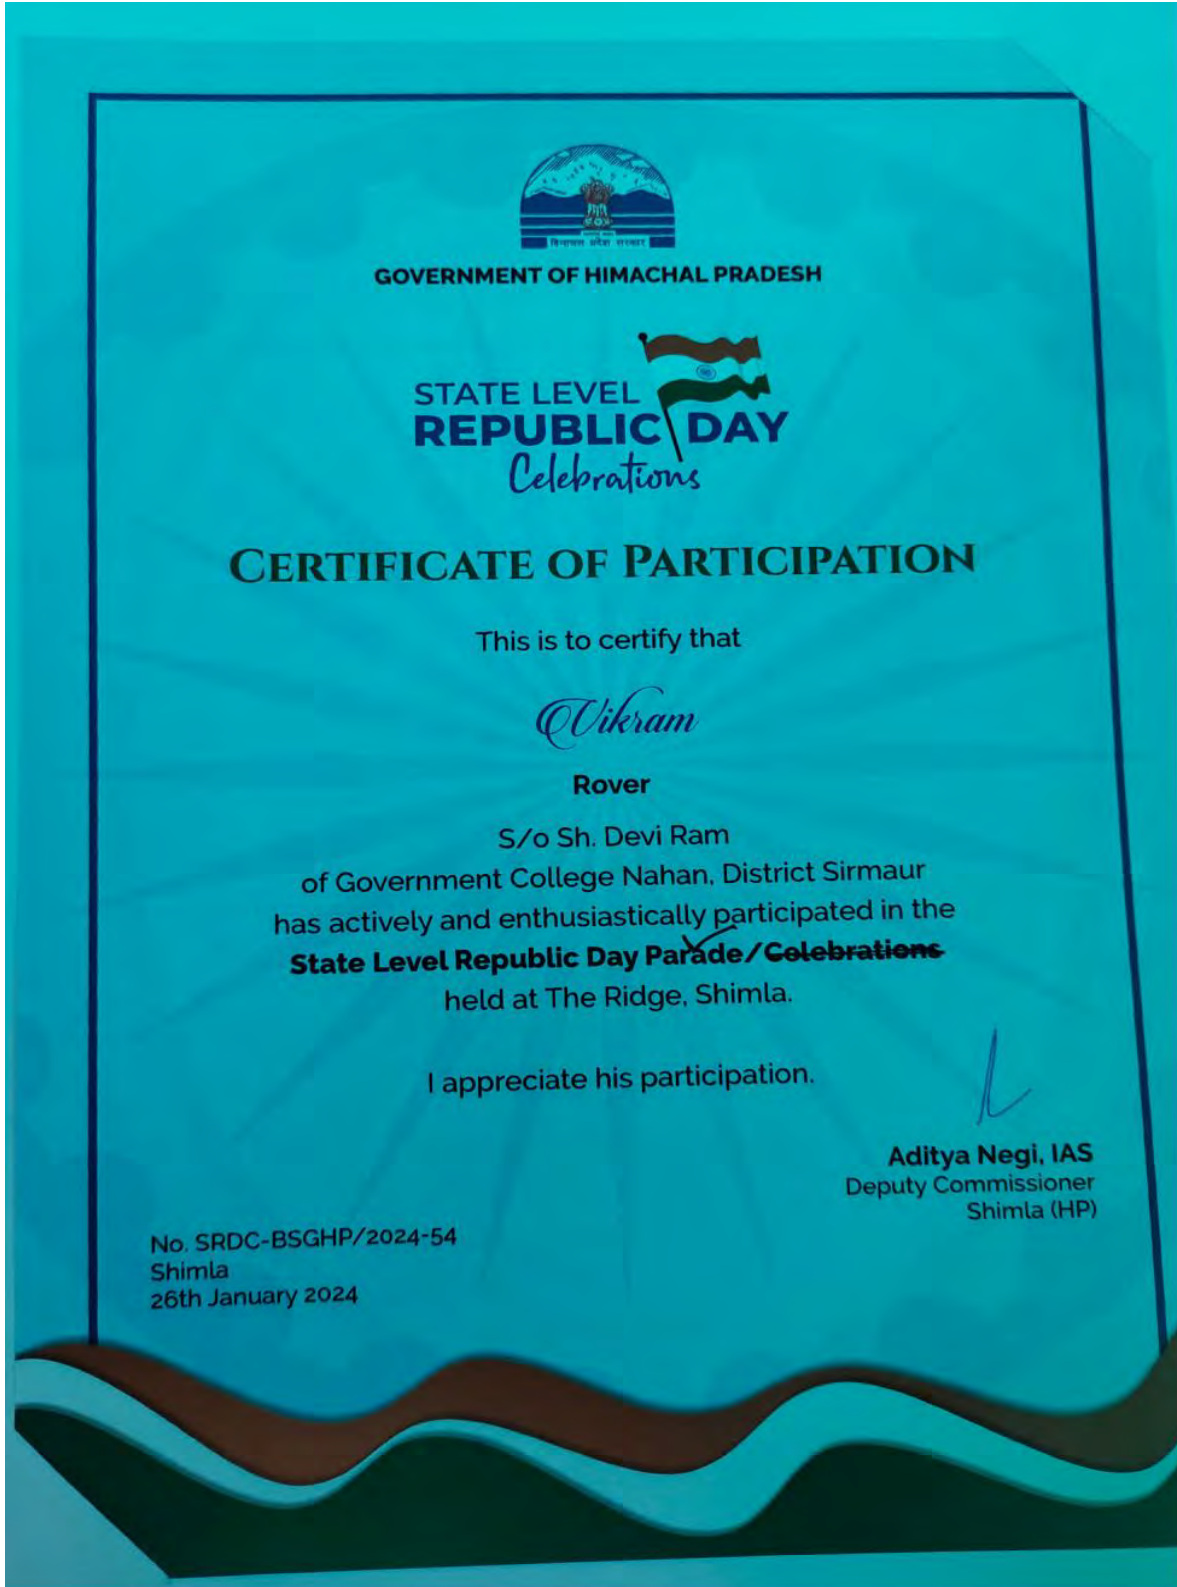 हिमाचल प्रदेश सरकार
GOVERNMENT OF HIMACHAL PRADESH
STATE LEVEL
REPUBLIC DAY
Celebrations
CERTIFICATE OF PARTICIPATION
This is to certify that
Vikram
Rover
S/o Sh. Devi Ram
of Government College Nahan, District Sirmaur
has actively and enthusiastically participated in the
State Level Republic Day Parade/Celebrations
held at The Ridge, Shimla.
I appreciate his participation.
Aditya Negi, IAS
Deputy Commissioner
Shimla (HP)
No. SRDC-BSGHP/2024-54
Shimla
26th January 2024